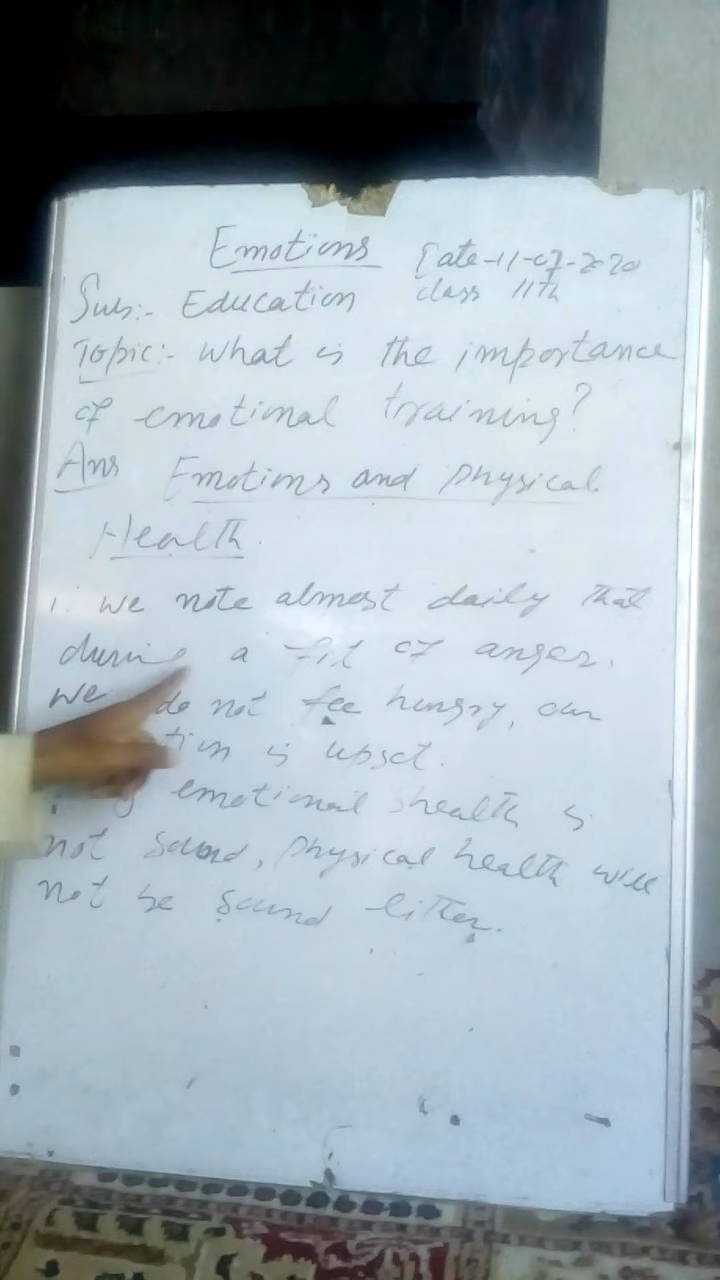 Emotions
Date-11-07-2020
Sub:- Education
class 11th
Topic:- What is the importance
of emotional training?
Ans Emotions and physical
Health.
1. we note almost daily that
during a fit of anger.
we do not fee hungry, our
tion is upset.
emotional health is
not sound, physical health will
not be sound either.